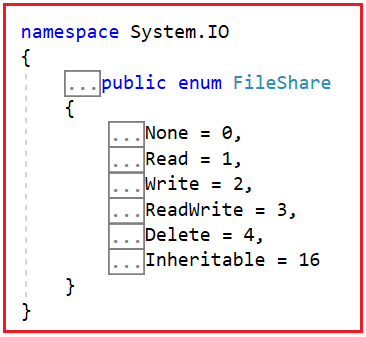 namespace System.IO
{
...public enum FileShare
{
...None = 0,
...Read = 1,
...Write = 2,
...ReadWrite = 3,
...Delete = 4,
...Inheritable = 16
}
}